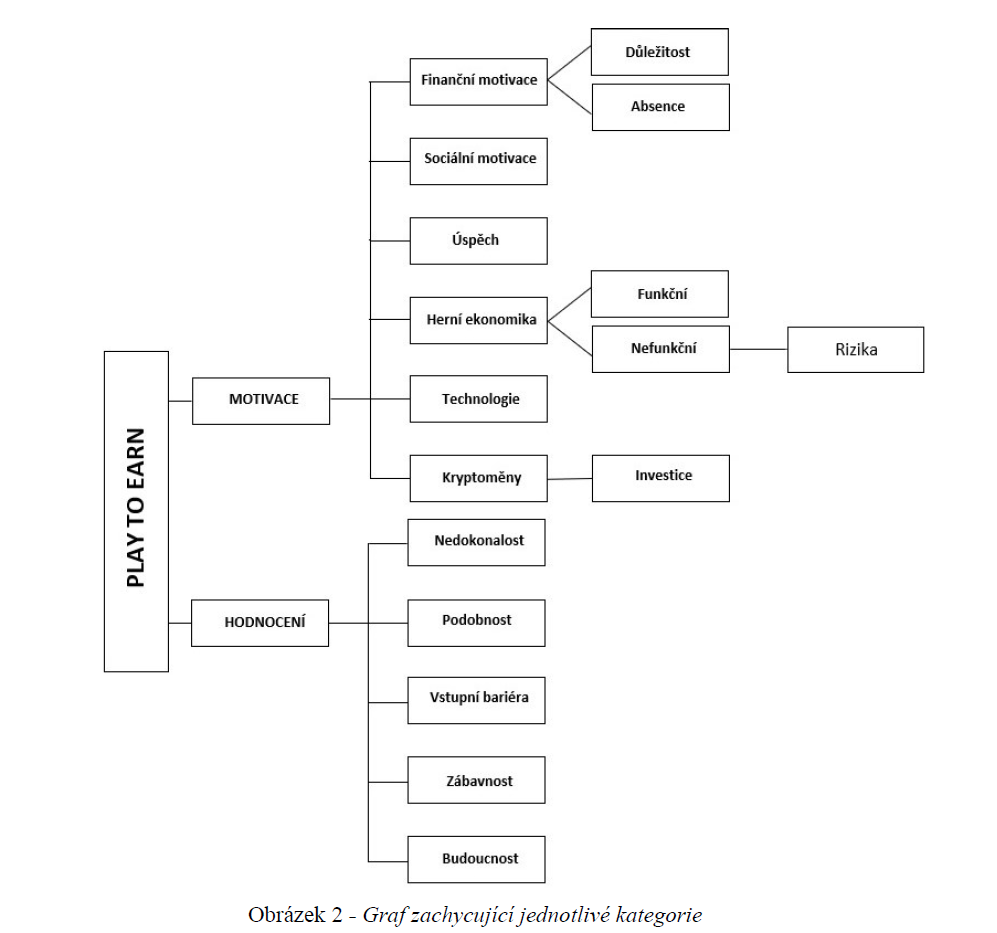 PLAY TO EARN
MOTIVACE
Finanční motivace
Důležitost
Absence
Sociální motivace
Úspěch
Herní ekonomika
Funkční
Nefunkční
Rizika
Technologie
Kryptoměny
Investice
HODNOCENÍ
Nedokonalost
Podobnost
Vstupní bariéra
Zábavnost
Budoucnost
Obrázek 2 - Graf zachycující jednotlivé kategorie